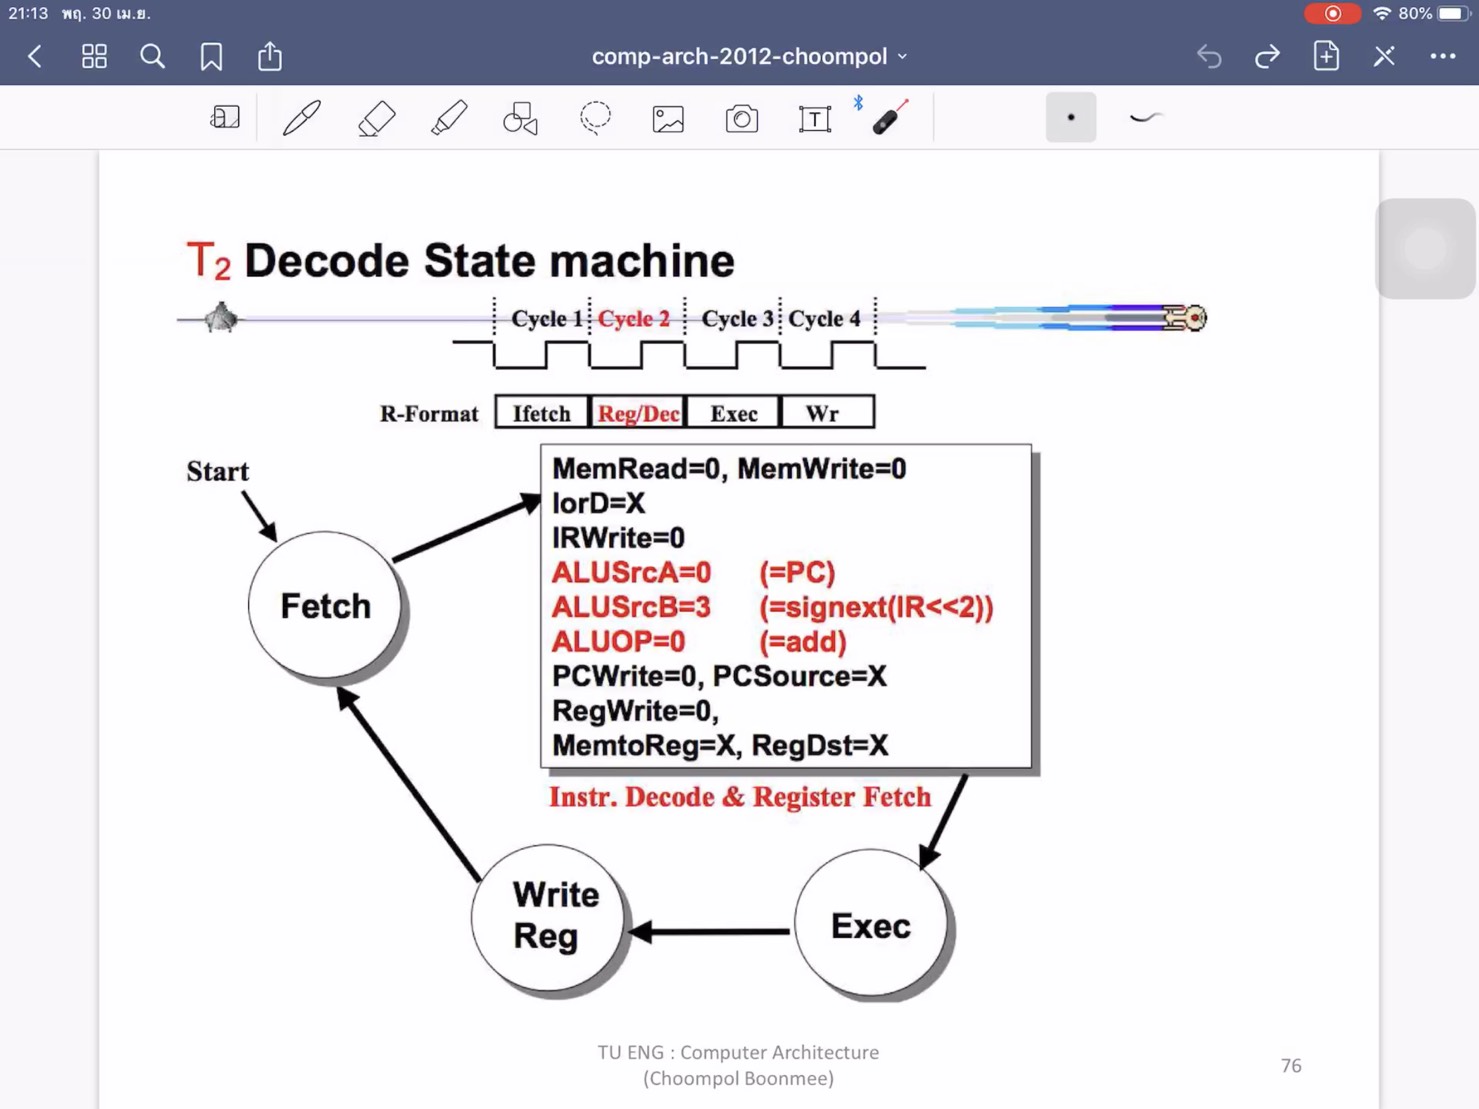 21:13 พฤ. 30 เม.ย.
80%
comp-arch-2012-choompol
T
T2 Decode State machine
Cycle 1 Cycle 2 Cycle 3 Cycle 4
R-Format Ifetch Reg/Dec Exec Wr
Start
MemRead=0, MemWrite=0
IorD=X
IRWrite=0
ALUSrcA=0 (=PC)
ALUSrcB=3 (=signext(IR<<2))
ALUOP=0 (=add)
PCWrite=0, PCSource=X
RegWrite=0,
MemtoReg=X, RegDst=X
Fetch
Instr. Decode & Register Fetch
Write
Reg
Exec
TU ENG : Computer Architecture
(Choompol Boonmee)
76